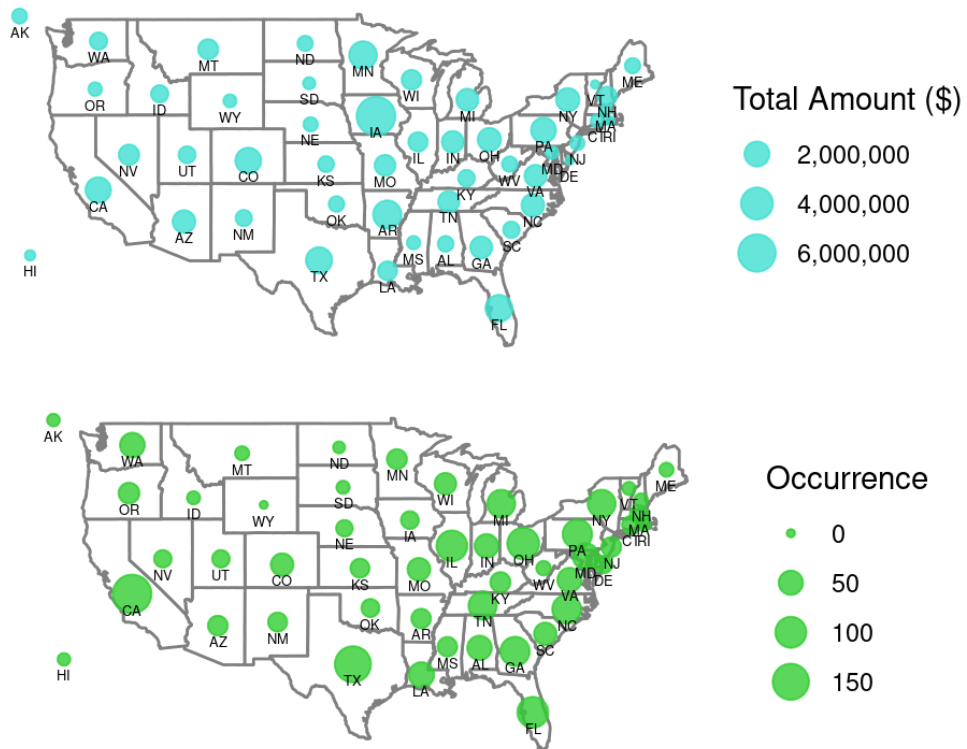 AK
WA
MT
ND
MN
ME
OR
ID
WY
SD
WI
MI
NY
VT
NH
MA
CT RI
NV
UT
CO
NE
IA
IL
IN
OH
PA
NJ
MD
DE
CA
AZ
NM
KS
OK
MO
AR
KY
WV
VA
TN
NC
SC
TX
LA
MS
AL
GA
FL
HI
Total Amount ($)
2,000,000
4,000,000
6,000,000
AK
WA
MT
ND
MN
ME
OR
ID
WY
SD
WI
MI
NY
VT
NH
MA
CT RI
NV
UT
CO
NE
IA
IL
IN
OH
PA
NJ
MD
DE
CA
AZ
NM
KS
OK
MO
AR
KY
WV
VA
TN
NC
SC
TX
LA
MS
AL
GA
FL
HI
Occurrence
0
50
100
150